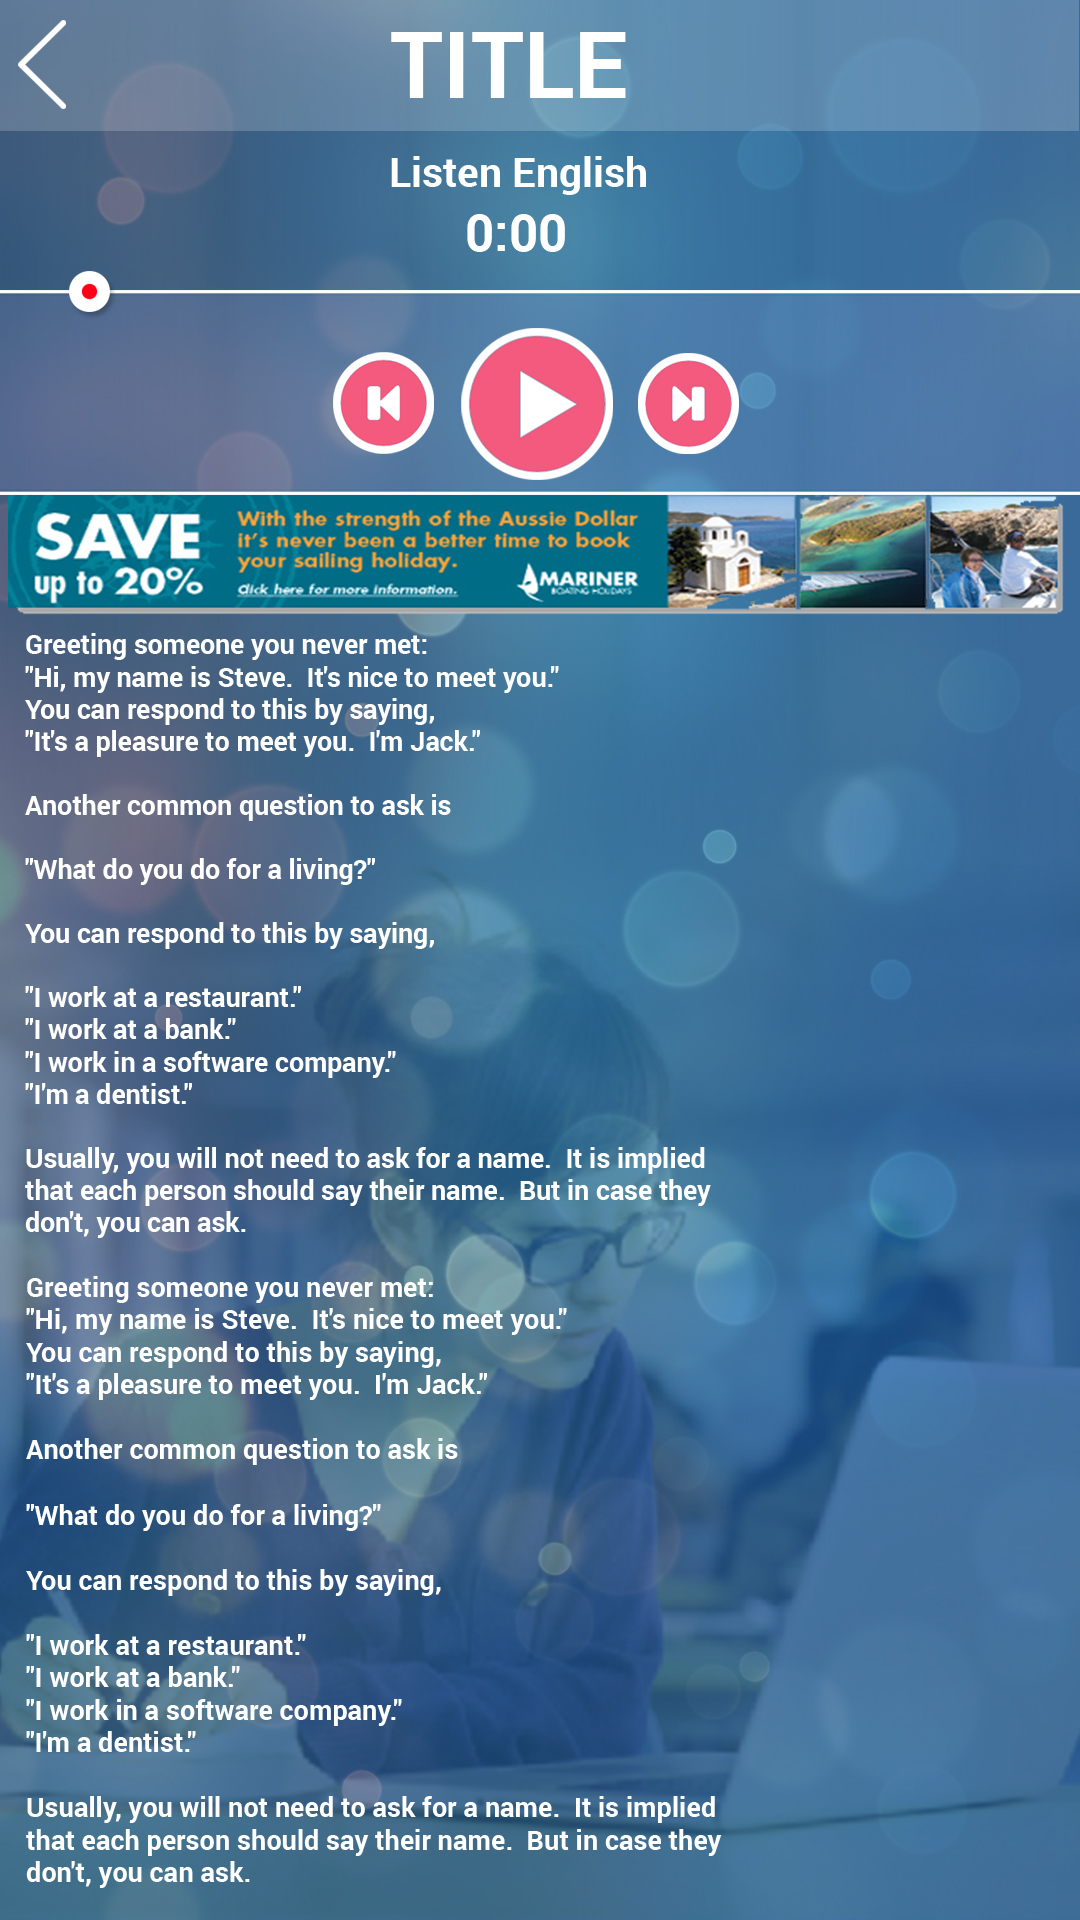 TITLE
Listen English
0:00
SAVE
up to 20%
With the strength of the Aussie Dollar
it's never been a better time to book
your sailing holiday.
Click here for more information.
MARINER
BOATING HOLIDAYS
Greeting someone you never met:
"Hi, my name is Steve.  It's nice to meet you."
You can respond to this by saying,
"It's a pleasure to meet you.  I'm Jack."
Another common question to ask is
"What do you do for a living?"
You can respond to this by saying,
"I work at a restaurant."
"I work at a bank."
"I work in a software company."
"I'm a dentist."
Usually, you will not need to ask for a name.  It is implied
that each person should say their name.  But in case they
don't, you can ask.
Greeting someone you never met:
"Hi, my name is Steve.  It's nice to meet you."
You can respond to this by saying,
"It's a pleasure to meet you.  I'm Jack."
Another common question to ask is
"What do you do for a living?"
You can respond to this by saying,
"I work at a restaurant."
"I work at a bank."
"I work in a software company."
"I'm a dentist."
Usually, you will not need to ask for a name.  It is implied
that each person should say their name.  But in case they
don't, you can ask.